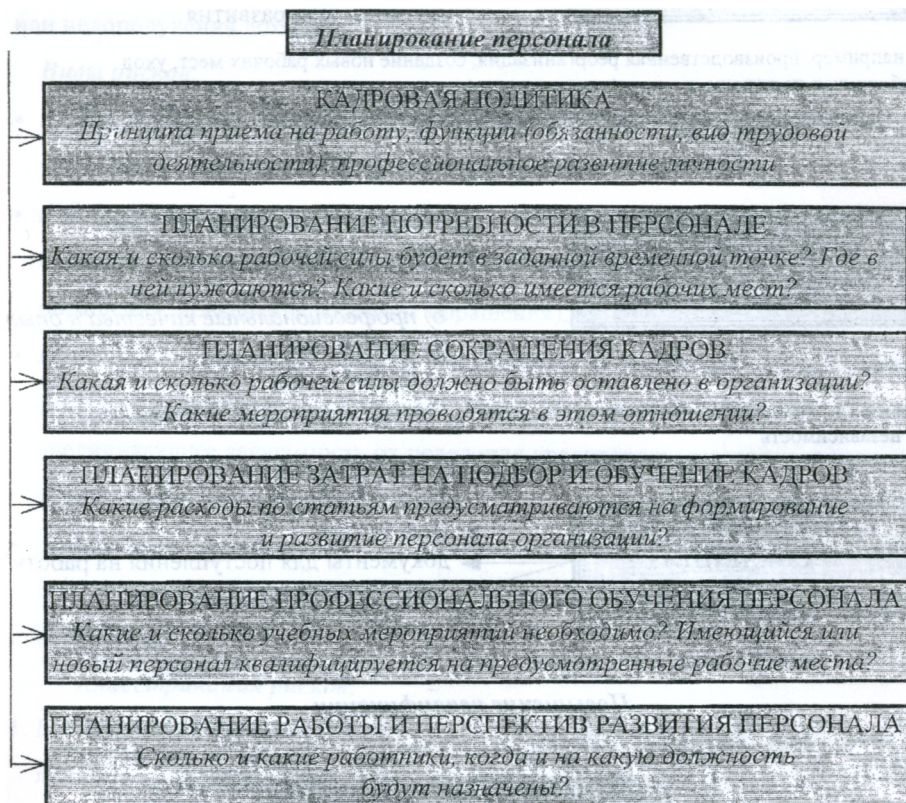 Планирование персонала
КАДРОВАЯ ПОЛИТИКА
Принципа приема на работу, функции (обязанности, вид трудовой
деятельности), профессиональное развитие личности
ПЛАНИРОВАНИЕ ПОТРЕБНОСТИ В ПЕРСОНАЛЕ
Какая и сколько рабочей силы будет в заданной временной точке? Где в
ней нуждаются? Какие и сколько имеется рабочих мест?
ПЛАНИРОВАНИЕ СОКРАЩЕНИЯ КАДРОВ
Какая и сколько рабочей силы должно быть оставлено в организации?
Какие мероприятия проводятся в этом отношении?
ПЛАНИРОВАНИЕ ЗАТРАТ НА ПОДБОР И ОБУЧЕНИЕ КАДРОВ
Какие расходы по статьям предусматриваются на формирование
и развитие персонала организации?
ПЛАНИРОВАНИЕ ПРОФЕССИОНАЛЬНОГО ОБУЧЕНИЯ ПЕРСОНАЛА
Какие и сколько учебных мероприятий необходимо? Имеющийся или
новый персонал квалифицируется на предусмотренные рабочие места?
ПЛАНИРОВАНИЕ РАБОТЫ И ПЕРСПЕКТИВ РАЗВИТИЯ ПЕРСОНАЛА
Сколько и какие работники, когда и на какую должность
будут назначены?